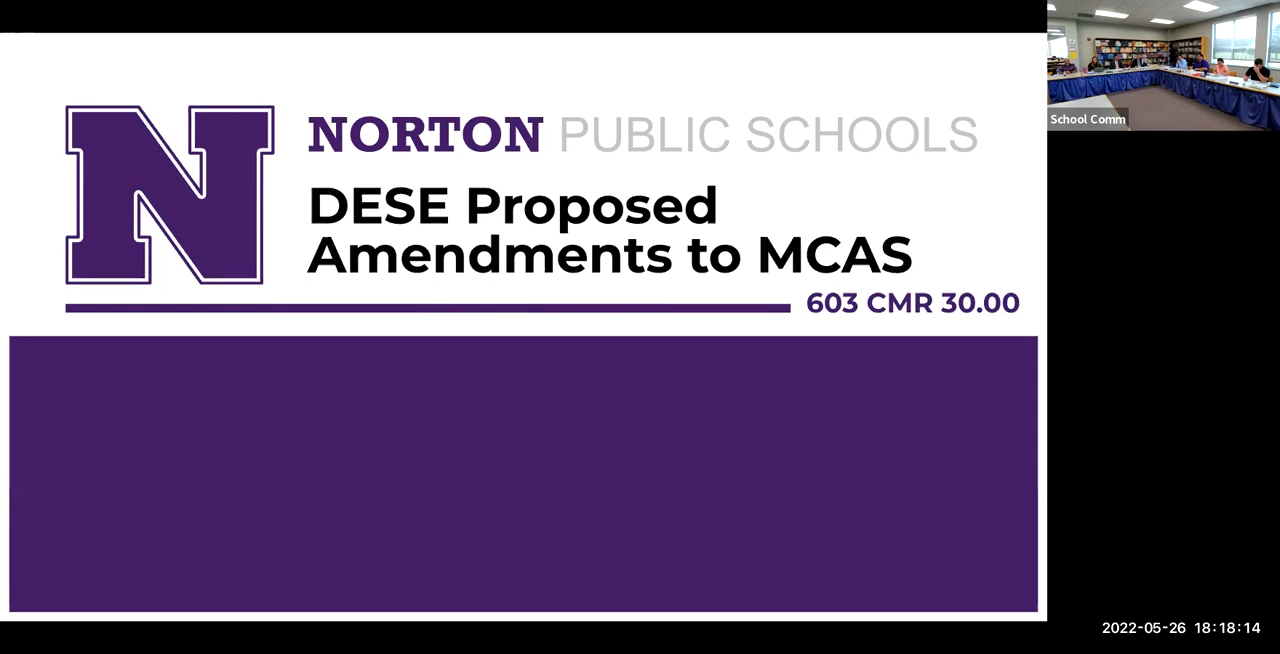 N
NORTON PUBLIC SCHOOLS
DESE Proposed
Amendments to MCAS
603 CMR 30.00
School Comm
2022-05-26 18:18:14